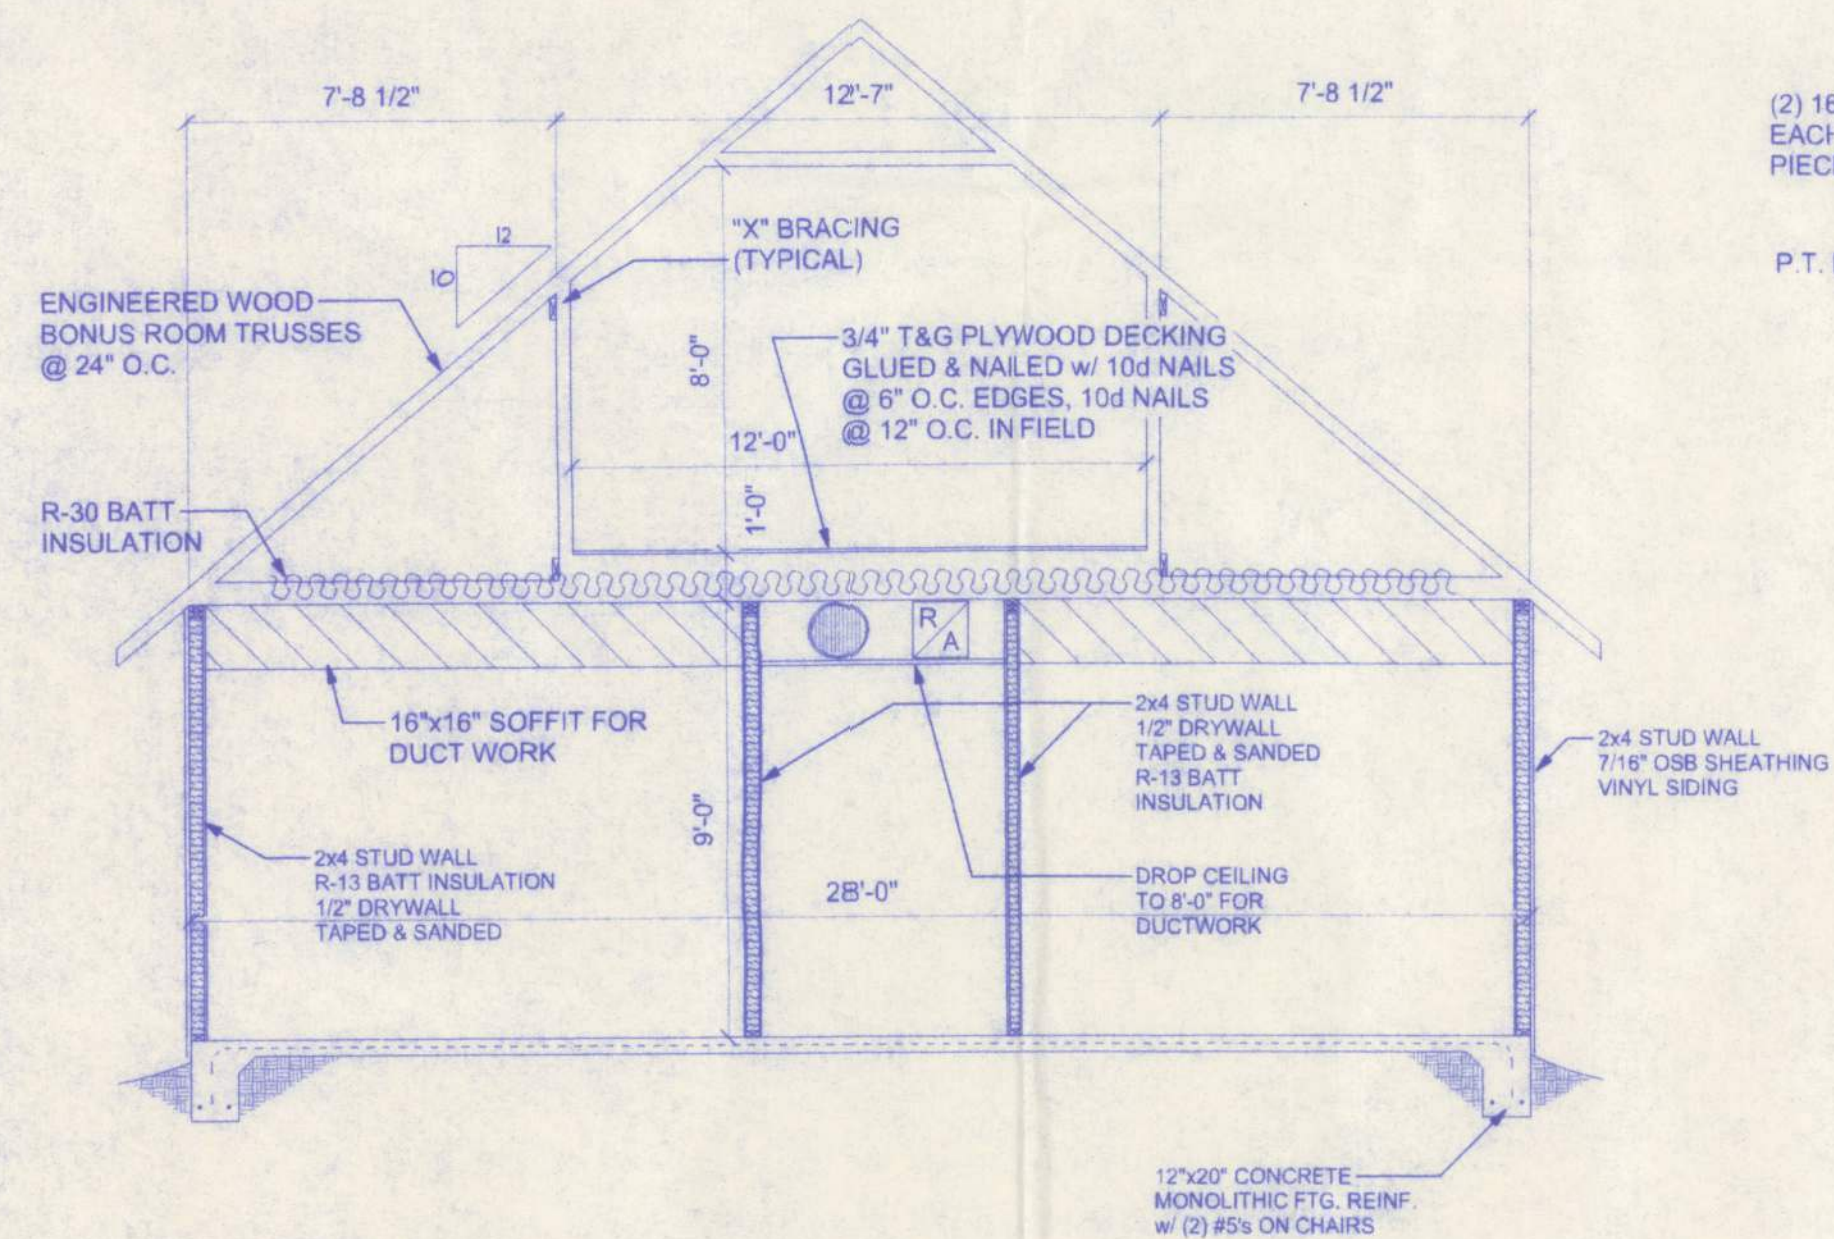 7'-8 1/2"
12'-7"
7'-8 1/2"
(2) 16
EACH
PIEC
12
10
"X" BRACING
(TYPICAL)
P.T.
ENGINEERED WOOD
BONUS ROOM TRUSSES
@ 24" O.C.
8'-0"
3/4" T&G PLYWOOD DECKING
GLUED & NAILED w/ 10d NAILS
@ 6" O.C. EDGES, 10d NAILS
@ 12" O.C. IN FIELD
12'-0"
1'-0"
R-30 BATT
INSULATION
R
A
16"x16" SOFFIT FOR
DUCT WORK
2x4 STUD WALL
1/2" DRYWALL
TAPED & SANDED
R-13 BATT
INSULATION
2x4 STUD WALL
7/16" OSB SHEATHING
VINYL SIDING
9'-0"
2x4 STUD WALL
R-13 BATT INSULATION
1/2" DRYWALL
TAPED & SANDED
28'-0"
DROP CEILING
TO 8'-0" FOR
DUCTWORK
12"x20" CONCRETE
MONOLITHIC FTG. REINF.
w/ (2) #5's ON CHAIRS